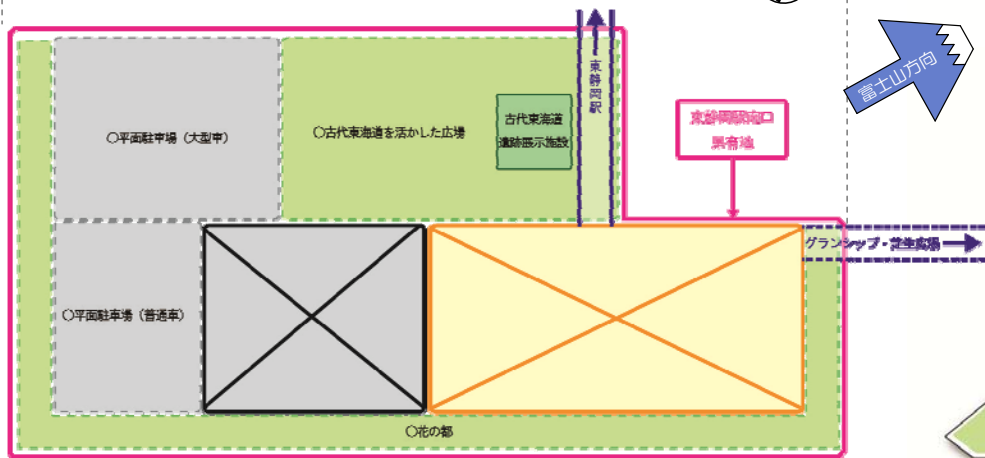 東静岡駅
富士山方向
○平面駐車場（大型車）
○古代東海道を活かした広場
古代東海道
遺跡展示施設
東静岡駅南口
県有地
グランシップ・芝生広場
○平面駐車場（普通車）
○花の都